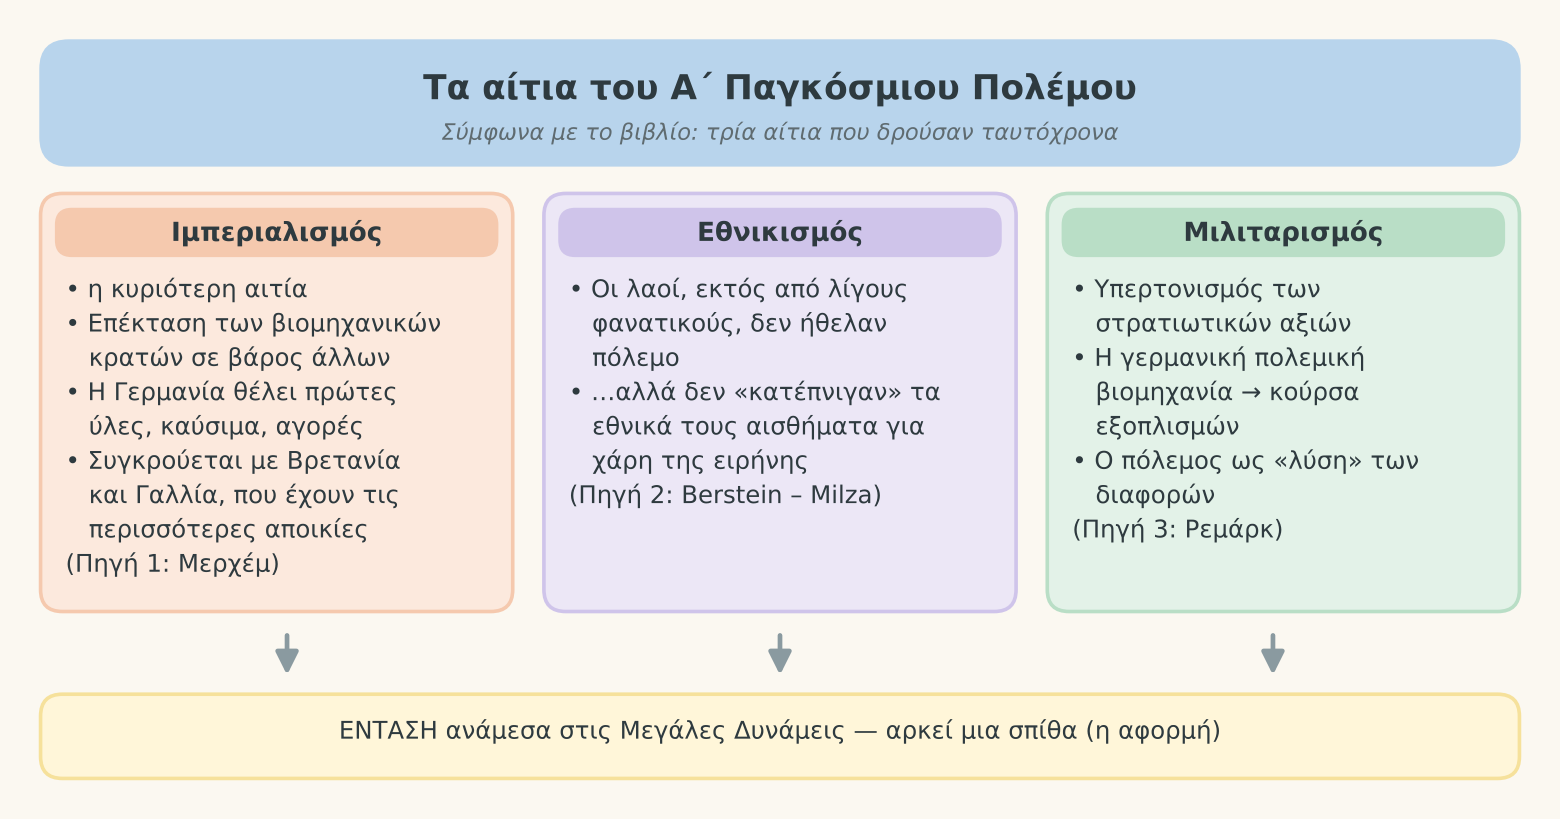 Τα αίτια του Α΄ Παγκόσμιου Πολέμου
Σύμφωνα με το βιβλίο: τρία αίτια που δρούσαν ταυτόχρονα
Ιμπεριαλισμός
• η κυριότερη αιτία
• Επέκταση των βιομηχανικών
κρατών σε βάρος άλλων
• Η Γερμανία θέλει πρώτες
ύλες, καύσιμα, αγορές
• Συγκρούεται με Βρετανία
και Γαλλία, που έχουν τις
περισσότερες αποικίες
(Πηγή 1: Μερχέμ)
Εθνικισμός
• Οι λαοί, εκτός από λίγους
φανατικούς, δεν ήθελαν
πόλεμο
• …αλλά δεν «κατέπνιγαν» τα
εθνικά τους αισθήματα για
χάρη της ειρήνης
(Πηγή 2: Berstein – Milza)
Μιλιταρισμός
• Υπερτονισμός των
στρατιωτικών αξιών
• Η γερμανική πολεμική
βιομηχανία → κούρσα
εξοπλισμών
• Ο πόλεμος ως «λύση» των
διαφορών
(Πηγή 3: Ρεμάρκ)
ΕΝΤΑΣΗ ανάμεσα στις Μεγάλες Δυνάμεις — αρκεί μια σπίθα (η αφορμή)